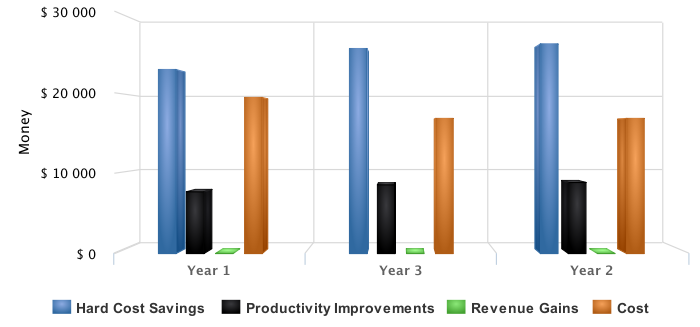 $ 30 000
$ 20 000
$ 10 000
$ 0
Money
Year 1 Year 3 Year 2
Hard Cost Savings Productivity Improvements Revenue Gains Cost